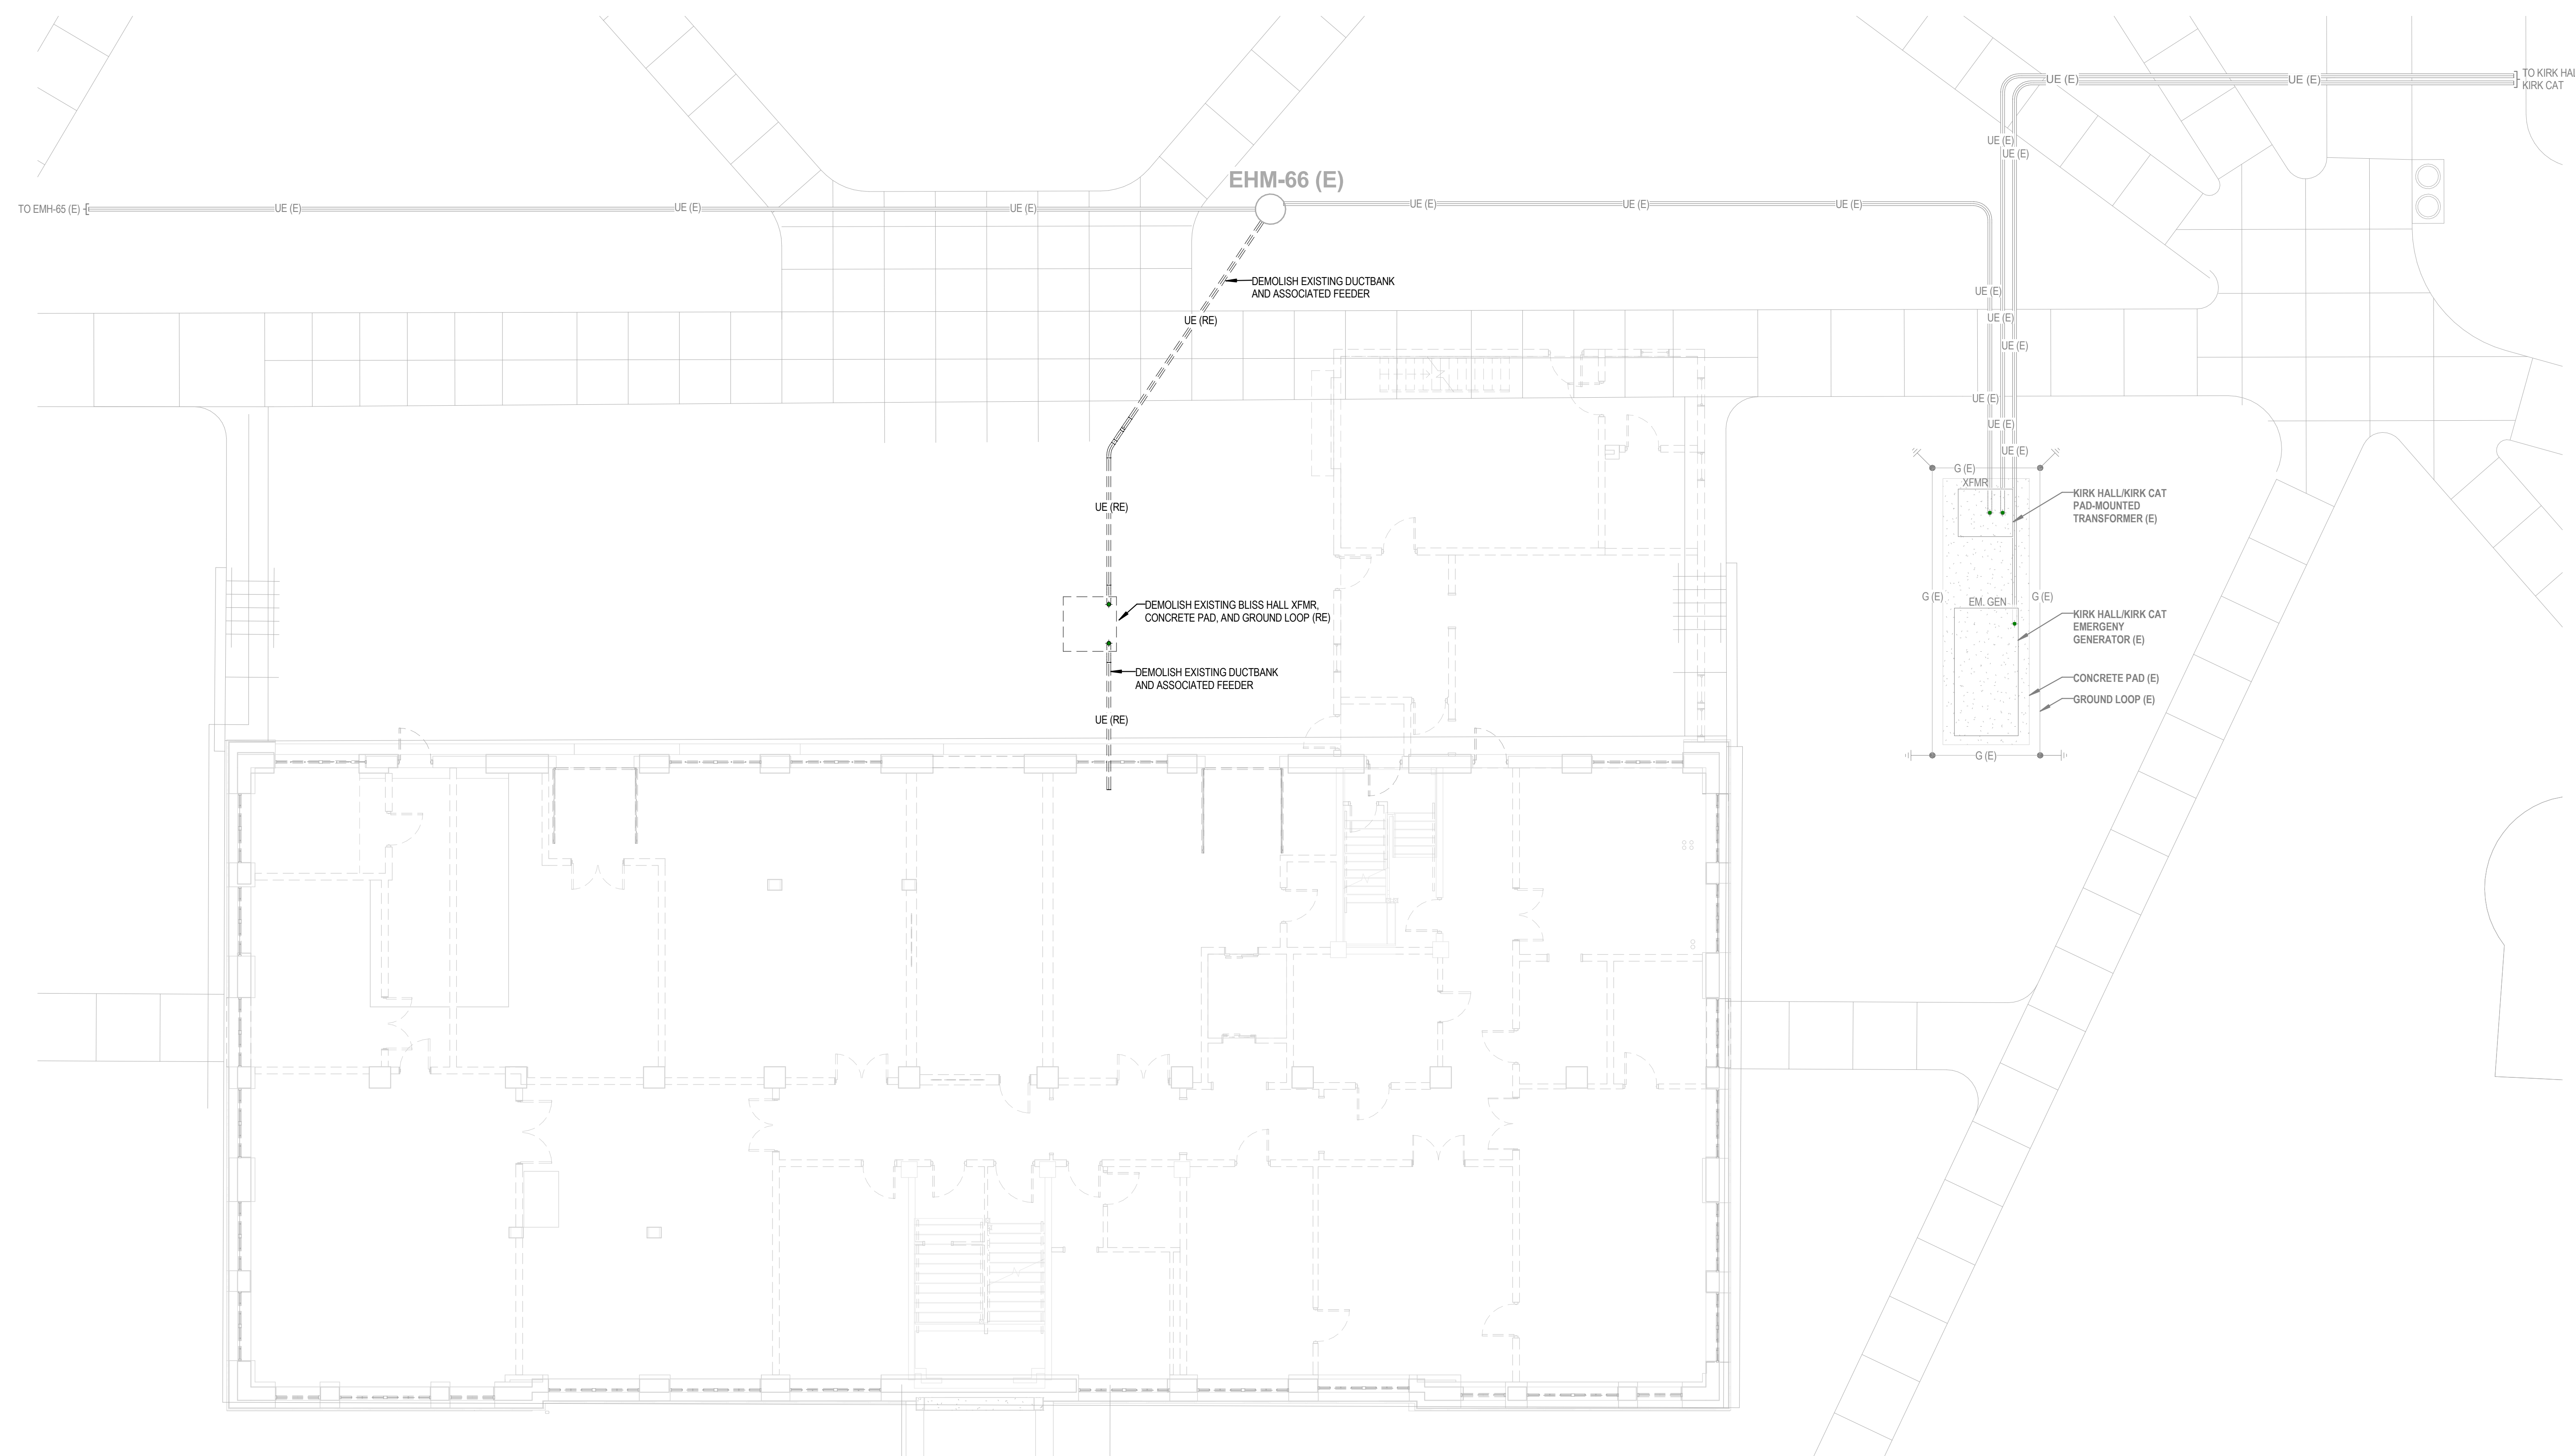 TO KIRK HAL
KIRK CAT
UE (E)
UE (E)
UE (E)
UE (E)
EHM-66 (E)
TO EMH-65 (E)
UE (E)
UE (E)
UE (E)
UE (E)
UE (E)
UE (E)
DEMOLISH EXISTING DUCTBANK
AND ASSOCIATED FEEDER
UE (E)
UE (RE)
UE (E)
UE (E)
UE (E)
UE (E)
UE (E)
G (E)
XFMR
KIRK HALL/KIRK CAT
PAD-MOUNTED
TRANSFORMER (E)
UE (RE)
G (E)
G (E)
EM. GEN
DEMOLISH EXISTING BLISS HALL XFMR,
CONCRETE PAD, AND GROUND LOOP (RE)
KIRK HALL/KIRK CAT
EMERGENY
GENERATOR (E)
DEMOLISH EXISTING DUCTBANK
AND ASSOCIATED FEEDER
CONCRETE PAD (E)
GROUND LOOP (E)
UE (RE)
G (E)